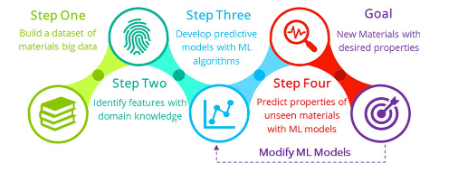 Step One
Build a dataset of
materials big data
Step Two
Identify features with
domain knowledge
Step Three
Develop predictive
models with ML
algorithms
Step Four
Predict properties of
unseen materials
with ML models
Goal
New Materials with
desired properties
Modify ML Models